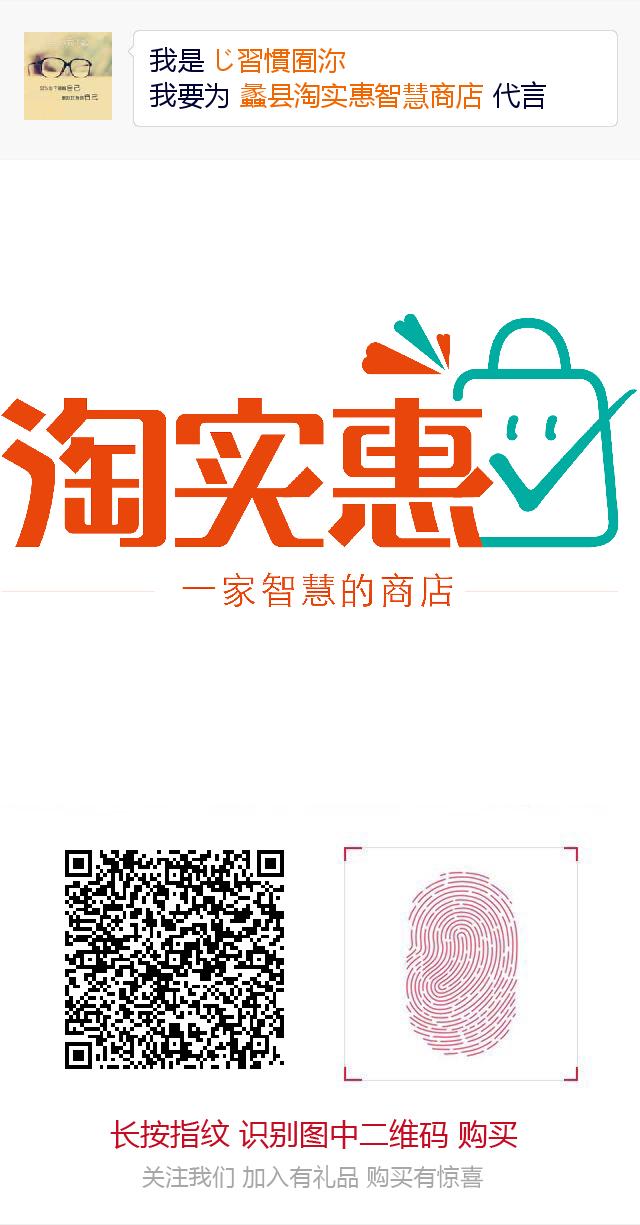 我是 じ習慣囿沵
我要为 蠡县淘实惠智慧商店 代言
淘实惠
一家智慧的商店
长按指纹 识别图中二维码 购买
关注我们 加入有礼品 购买有惊喜